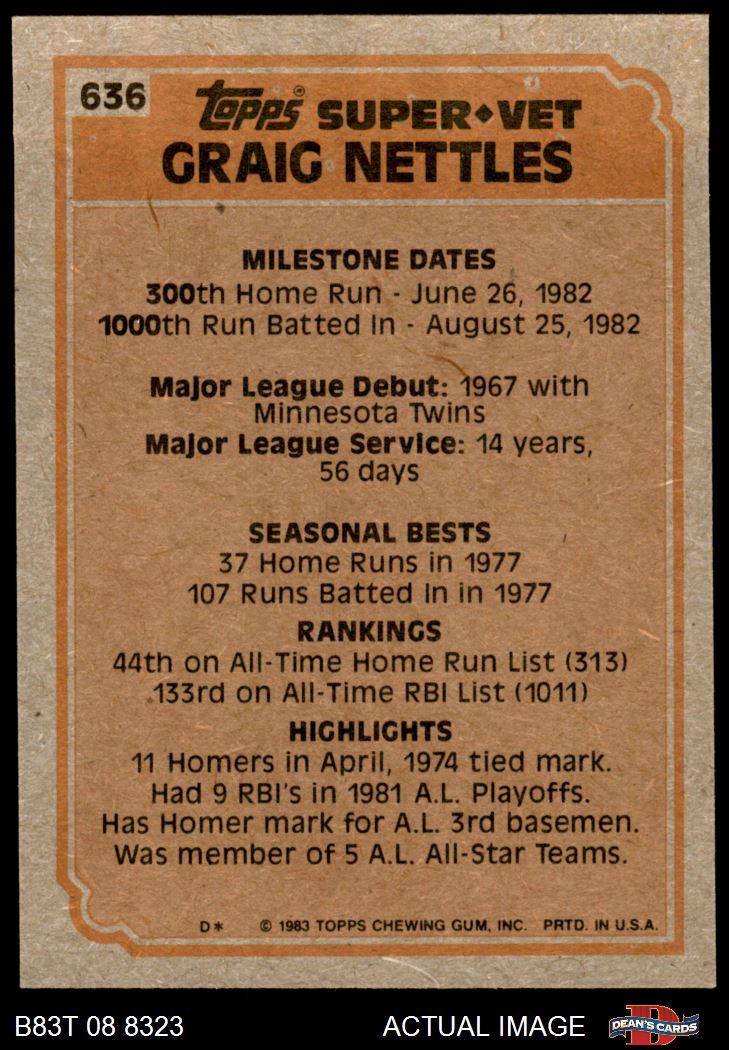 636
Topps® SUPER◆VET
GRAIG NETTLES
MILESTONE DATES
300th Home Run - June 26, 1982
1000th Run Batted In - August 25, 1982
Major League Debut: 1967 with
Minnesota Twins
Major League Service: 14 years,
56 days
SEASONAL BESTS
37 Home Runs in 1977
107 Runs Batted In in 1977
RANKINGS
44th on All-Time Home Run List (313)
133rd on All-Time RBI List (1011)
HIGHLIGHTS
11 Homers in April, 1974 tied mark.
Had 9 RBI's in 1981 A.L. Playoffs.
Has Homer mark for A.L. 3rd basemen.
Was member of 5 A.L. All-Star Teams.
D* © 1983 TOPPS CHEWING GUM, INC. PRTD. IN U.S.A.
B83T 08 8323 ACTUAL IMAGE DEAN'S CARDS